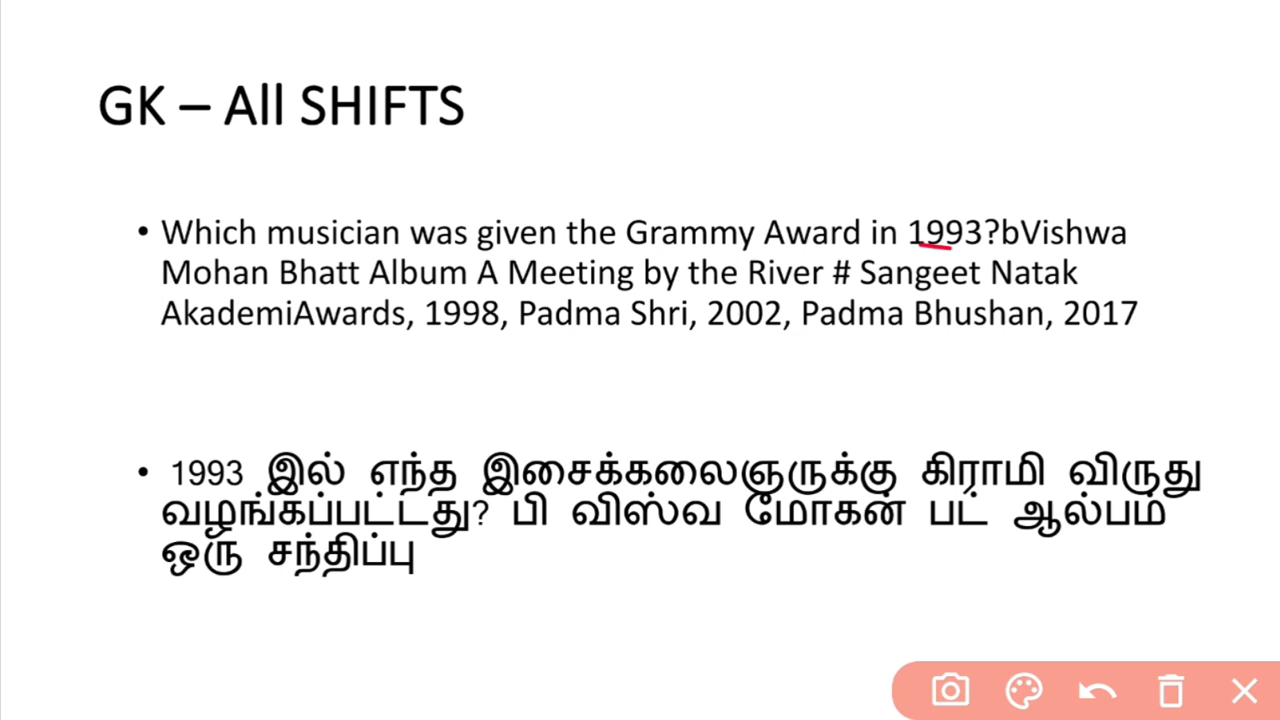 GK – All SHIFTS
• Which musician was given the Grammy Award in 1993?bVishwa
Mohan Bhatt Album A Meeting by the River # Sangeet Natak
AkademiAwards, 1998, Padma Shri, 2002, Padma Bhushan, 2017
• 1993 இல் எந்த இசைக்கலைஞருக்கு கிராமி விருது
வழங்கப்பட்டது? பி விஸ்வ மோகன் பட் ஆல்பம்
ஒரு சந்திப்பு